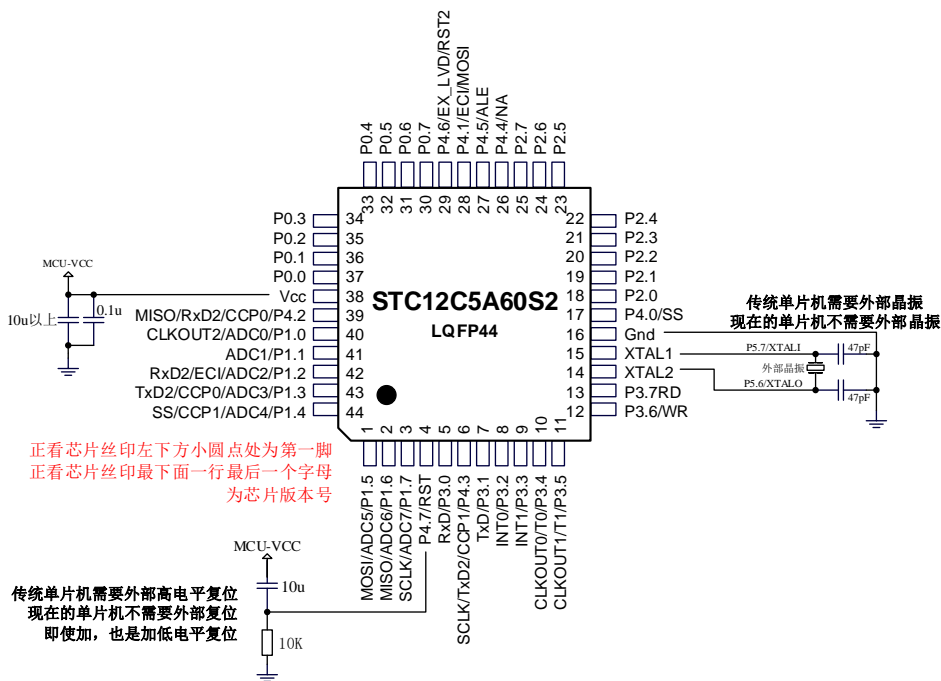 P0.4
P0.5
P0.6
P0.7
P4.6/EX_LVD/RST2
P4.1/ECI/MOSI
P4.5/ALE
P4.4/NA
P2.7
P2.6
P2.5
33
32
31
30
29
28
27
26
25
24
23
P0.3
34
P0.2
35
P0.1
36
P0.0
37
Vcc
38
MISO/RxD2/CCP0/P4.2
39
CLKOUT2/ADC0/P1.0
40
ADC1/P1.1
41
RxD2/ECI/ADC2/P1.2
42
TxD2/CCP0/ADC3/P1.3
43
SS/CCP1/ADC4/P1.4
44
MCU-VCC
10u以上
0.1u
STC12C5A60S2
LQFP44
22
P2.4
21
P2.3
20
P2.2
19
P2.1
18
P2.0
17
P4.0/SS
16
Gnd
15
XTAL1
14
XTAL2
13
P3.7RD
12
P3.6/WR
传统单片机需要外部晶振
现在的单片机不需要外部晶振
P5.7/XTALI
47pF
外部晶振
P5.6/XTALO
47pF
1
2
3
4
5
6
7
8
9
10
11
MOSI/ADC5/P1.5
MISO/ADC6/P1.6
SCLK/ADC7/P1.7
P4.7/RST
RxD/P3.0
SCLK/TxD2/CCP1/P4.3
TxD/P3.1
INT0/P3.2
INT1/P3.3
CLKOUT0/T0/P3.4
CLKOUT1/T1/P3.5
正看芯片丝印左下方小圆点处为第一脚
正看芯片丝印最下面一行最后一个字母
为芯片版本号
MCU-VCC
10u
10K
传统单片机需要外部高电平复位
现在的单片机不需要外部复位
即使加，也是加低电平复位